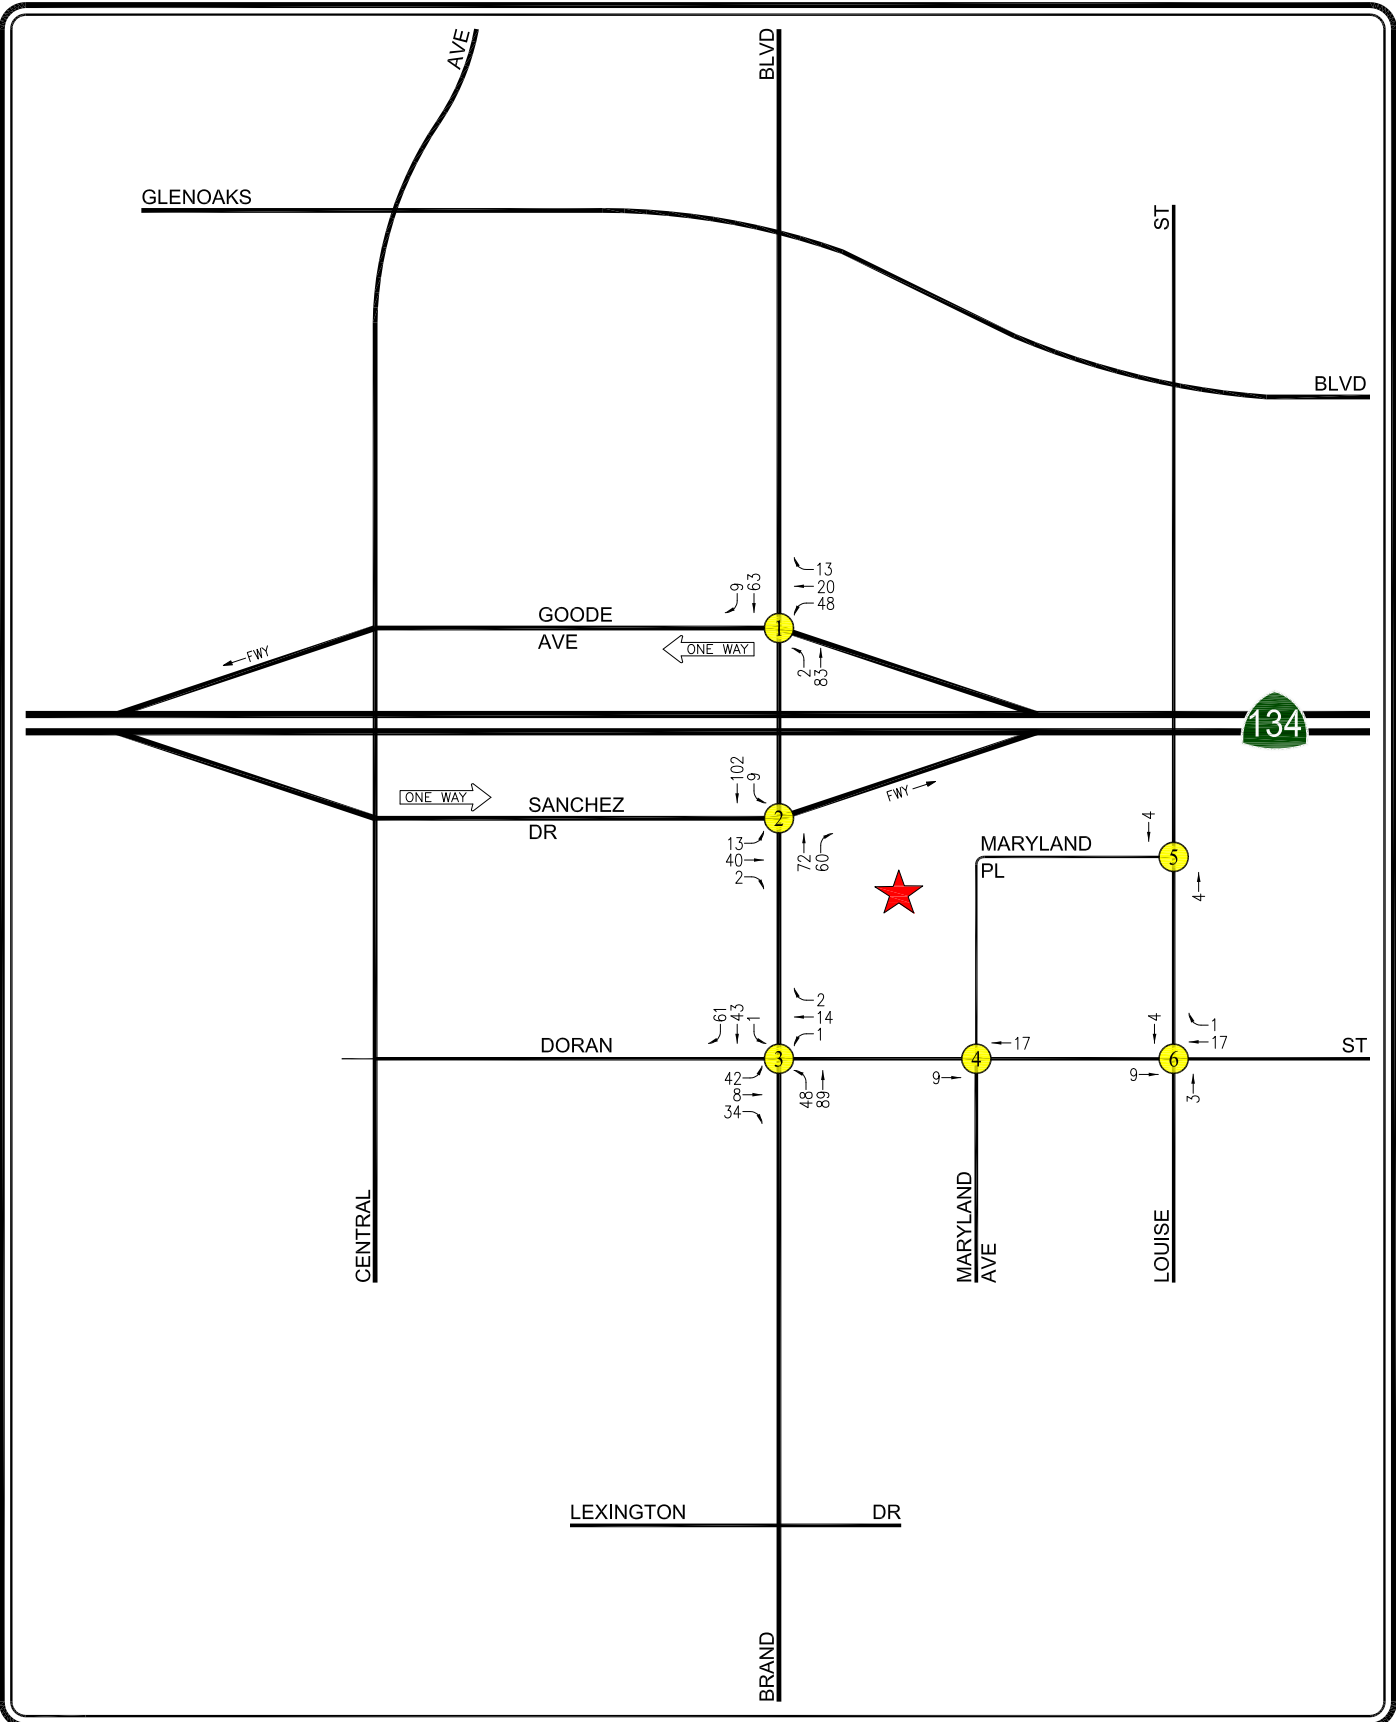 AVE
BLVD
GLENOAKS
ST
BLVD
13
20
48
9
63
GOODE
AVE
1
ONE WAY
2
83
FWY
134
102
9
ONE WAY
SANCHEZ
DR
2
FWY
13
40
2
72
60
4
MARYLAND
PL
5
4
61
43
1
2
14
1
DORAN
3
42
8
34
48
89
17
4
9
4
1
17
6
9
3
ST
CENTRAL
MARYLAND
AVE
LOUISE
LEXINGTON
DR
BRAND